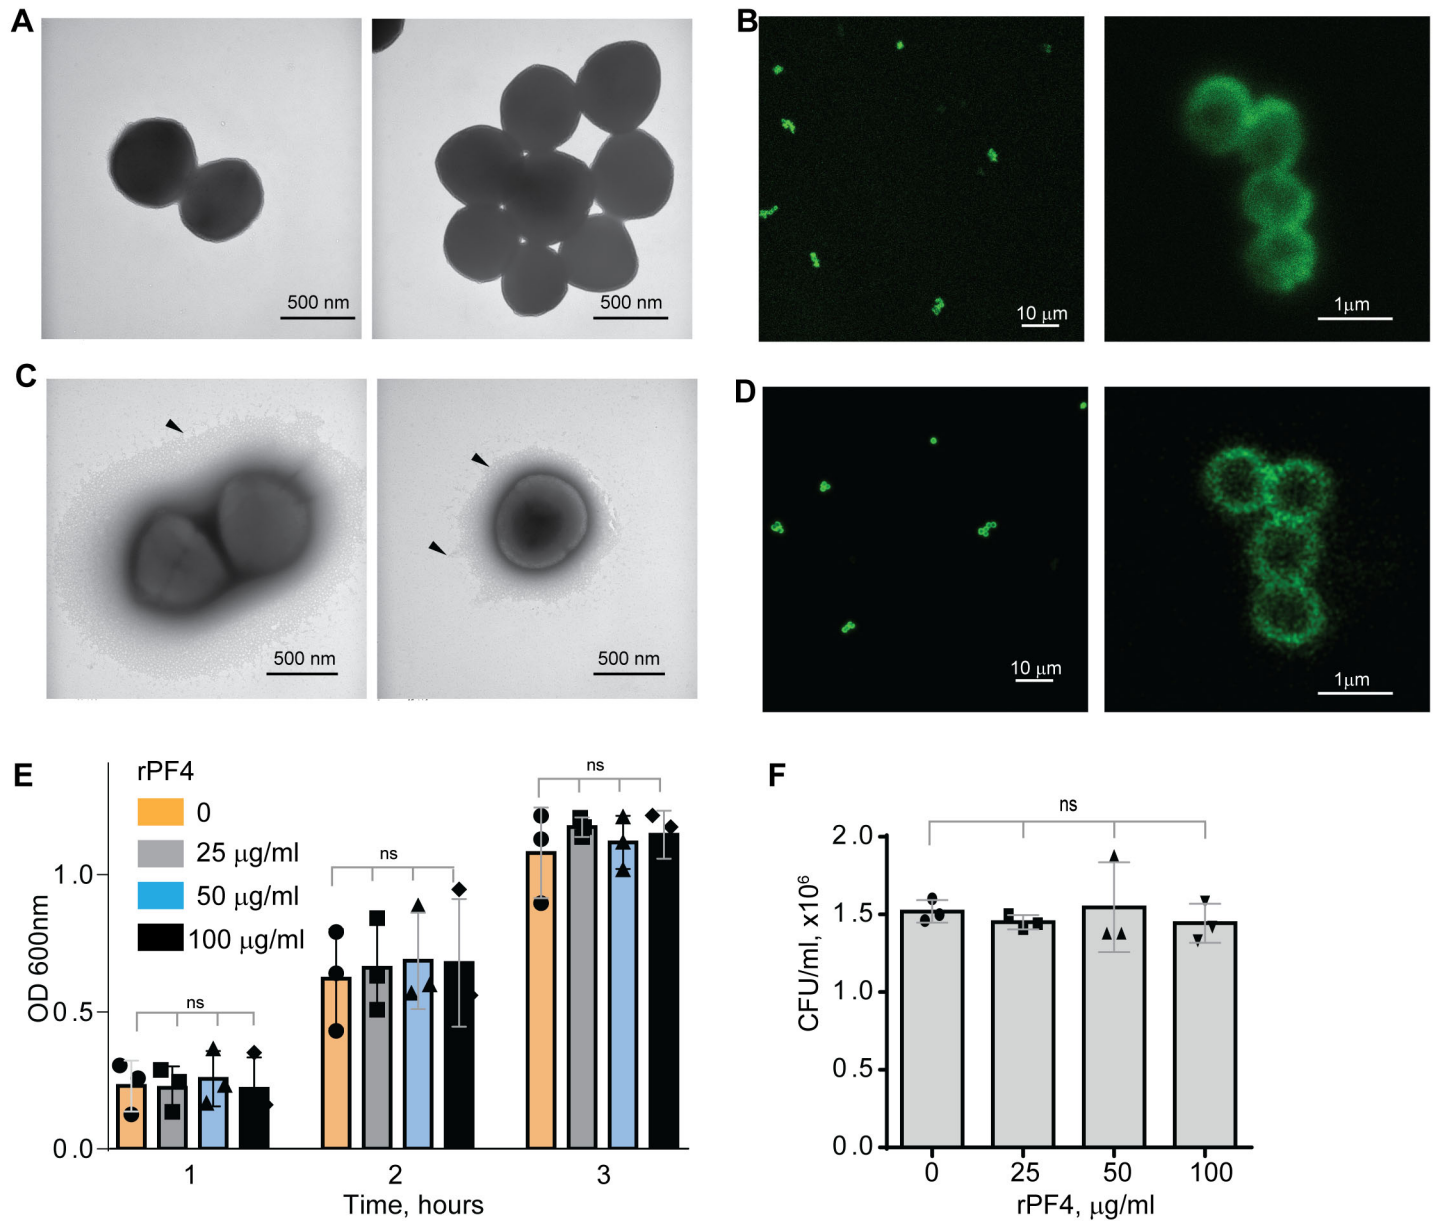 A
500 nm
500 nm
B
10 μm
1μm
C
500 nm
500 nm
D
10 μm
1μm
E
rPF4
0
25 μg/ml
50 μg/ml
100 μg/ml
ns
ns
ns
OD 600nm
1.0
0.5
0.0
1
2
3
Time, hours
F
ns
CFU/ml, x10⁶
2.0
1.5
1.0
0.5
0.0
0
25
50
100
rPF4, μg/ml